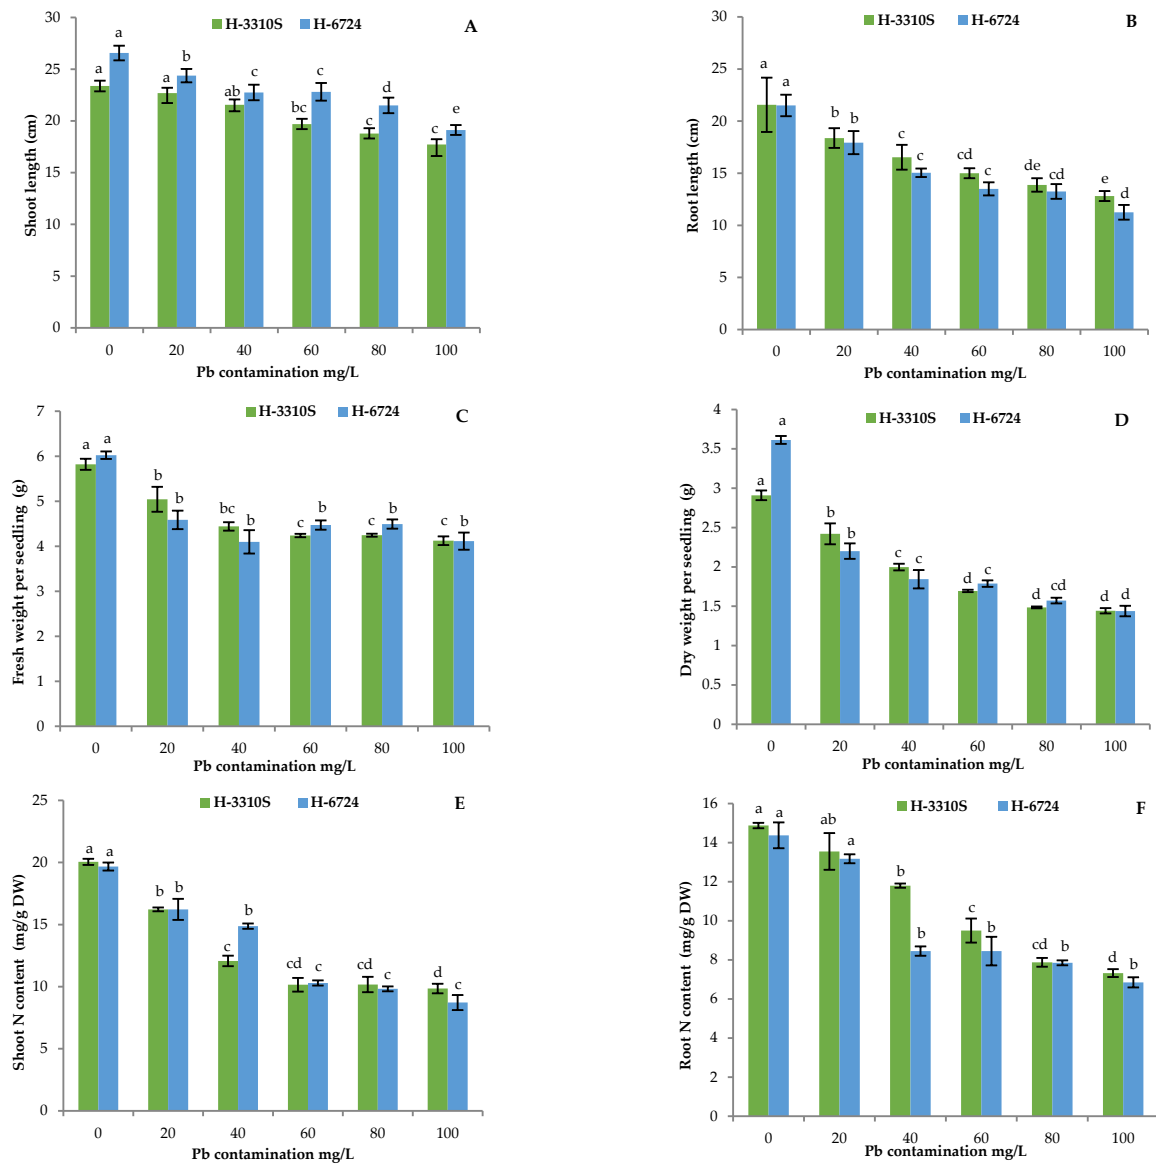 H-3310S H-6724 A
30
25
20
15
10
5
0
Shoot length (cm)
a a a b ab c bc c c d c e
0 20 40 60 80 100
Pb contamination mg/L
H-3310S H-6724 B
30
25
20
15
10
5
0
Root length (cm)
a a b b c c cd c de cd e d
0 20 40 60 80 100
Pb contamination mg/L
H-3310S H-6724 C
7
6
5
4
3
2
1
0
Fresh weight per seedling (g)
a a b b bc b c b c b c b
0 20 40 60 80 100
Pb contamination mg/L
H-3310S H-6724 D
4
3.5
3
2.5
2
1.5
1
0.5
0
Dry weight per seedling (g)
a a b b c c d c d cd d d
0 20 40 60 80 100
Pb contamination mg/L
H-3310S H-6724 E
25
20
15
10
5
0
Shoot N content (mg/g DW)
a a b b c b cd c cd c d c
0 20 40 60 80 100
Pb contamination mg/L
H-3310S H-6724 F
16
14
12
10
8
6
4
2
0
Root N content (mg/g DW)
a a ab a b b c b cd b d b
0 20 40 60 80 100
Pb contamination mg/L